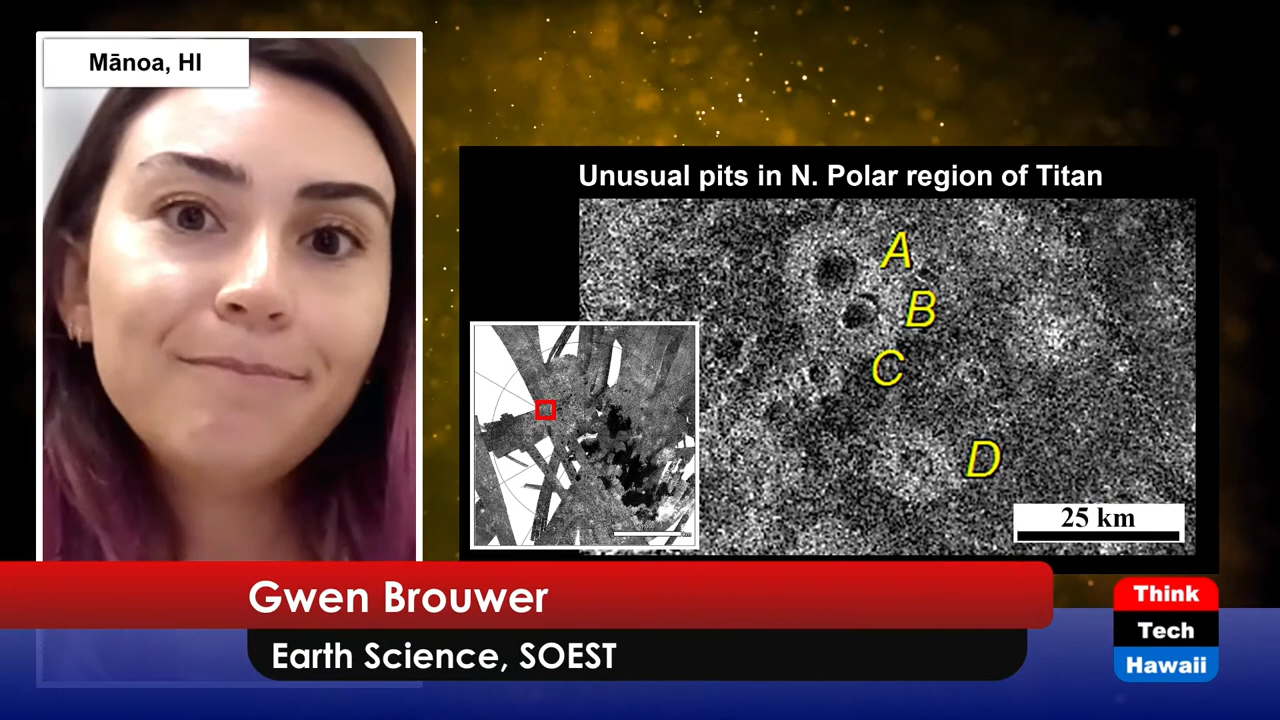 Mānoa, HI
Unusual pits in N. Polar region of Titan
A
B
C
D
25 km
Gwen Brouwer
Earth Science, SOEST
Think
Tech
Hawaii